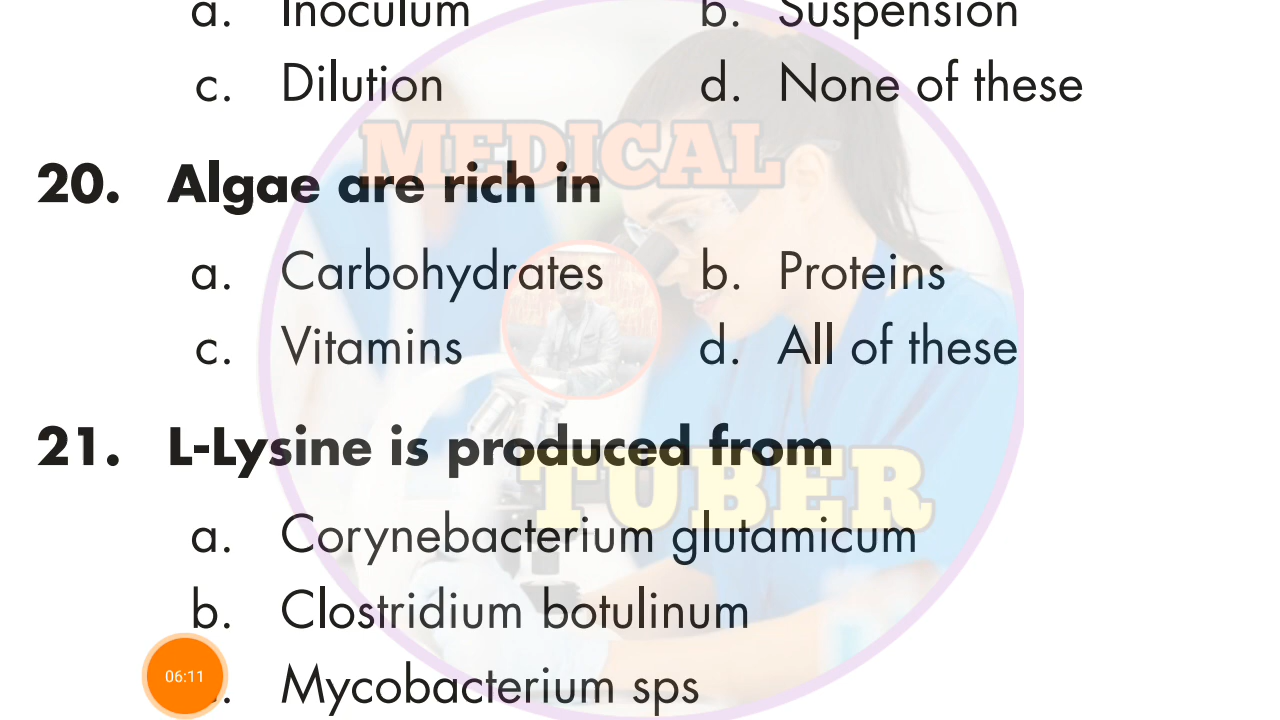 a. Inoculum b. Suspension
c. Dilution d. None of these
MEDICAL
20. Algae are rich in
a. Carbohydrates b. Proteins
c. Vitamins d. All of these
21. L-Lysine is produced from
TUBER
a. Corynebacterium glutamicum
b. Clostridium botulinum
06:11 . Mycobacterium sps